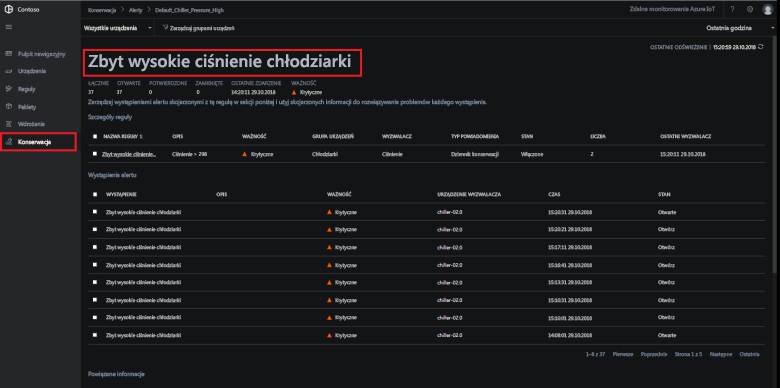 Contoso
Konserwacja > Alerty > Default_Chiller_Pressure_High
Zdalne monitorowanie Azure IoT
Wszystkie urządzenia
Zarządzaj grupami urządzeń
Ostatnia godzina
OSTATNIE ODŚWIEŻENIE | 15:20:59 29.10.2018
Pulpit nawigacyjny
Urządzenia
Reguły
Pakiety
Wdrożenie
Konserwacja
Zbyt wysokie ciśnienie chłodziarki
ŁĄCZNIE OTWARTE POTWIERDZONE ZAMKNIĘTE OSTATNIE ZDARZENIE WAŻNOŚĆ
37 37 0 0 14:20:11 29.10.2018 Krytyczne
Zarządzaj wystąpieniami alertu skojarzonymi z tą regułą w sekcji poniżej i użyj skojarzonych informacji do rozwiązywania problemów każdego wystąpienia.
Szczegóły reguły
NAZWA REGUŁY OPIS WAŻNOŚĆ GRUPA URZĄDZEŃ WYZWALACZ TYP POWIADOMIENIA STAN LICZBA OSTATNI WYZWALACZ
Zbyt wysokie ciśnienie... Ciśnienie > 298 Krytyczne Chłodziarki Ciśnienie Dziennik konserwacji Włączone 2 15:20:11 29.10.2018
Wystąpienia alertu
WYSTĄPIENIE OPIS WAŻNOŚĆ URZĄDZENIE WYZWALACZA CZAS STAN
Zbyt wysokie ciśnienie chłodziarki Krytyczne chiller-02.0 15:20:31 29.10.2018 Otwarte
Zbyt wysokie ciśnienie chłodziarki Krytyczne chiller-02.0 15:20:21 29.10.2018 Otwórz
Zbyt wysokie ciśnienie chłodziarki Krytyczne chiller-02.0 15:17:11 29.10.2018 Otwórz
Zbyt wysokie ciśnienie chłodziarki Krytyczne chiller-02.0 15:16:41 29.10.2018 Otwórz
Zbyt wysokie ciśnienie chłodziarki Krytyczne chiller-02.0 15:13:31 29.10.2018 Otwórz
Zbyt wysokie ciśnienie chłodziarki Krytyczne chiller-02.0 15:10:31 29.10.2018 Otwórz
Zbyt wysokie ciśnienie chłodziarki Krytyczne chiller-02.0 15:10:01 29.10.2018 Otwórz
Zbyt wysokie ciśnienie chłodziarki Krytyczne chiller-02.0 14:09:01 29.10.2018 Otwarte
1–8 z 37 Pierwsze Poprzednie Strona 1 z 5 Następne Ostatnia
Powiązane informacje